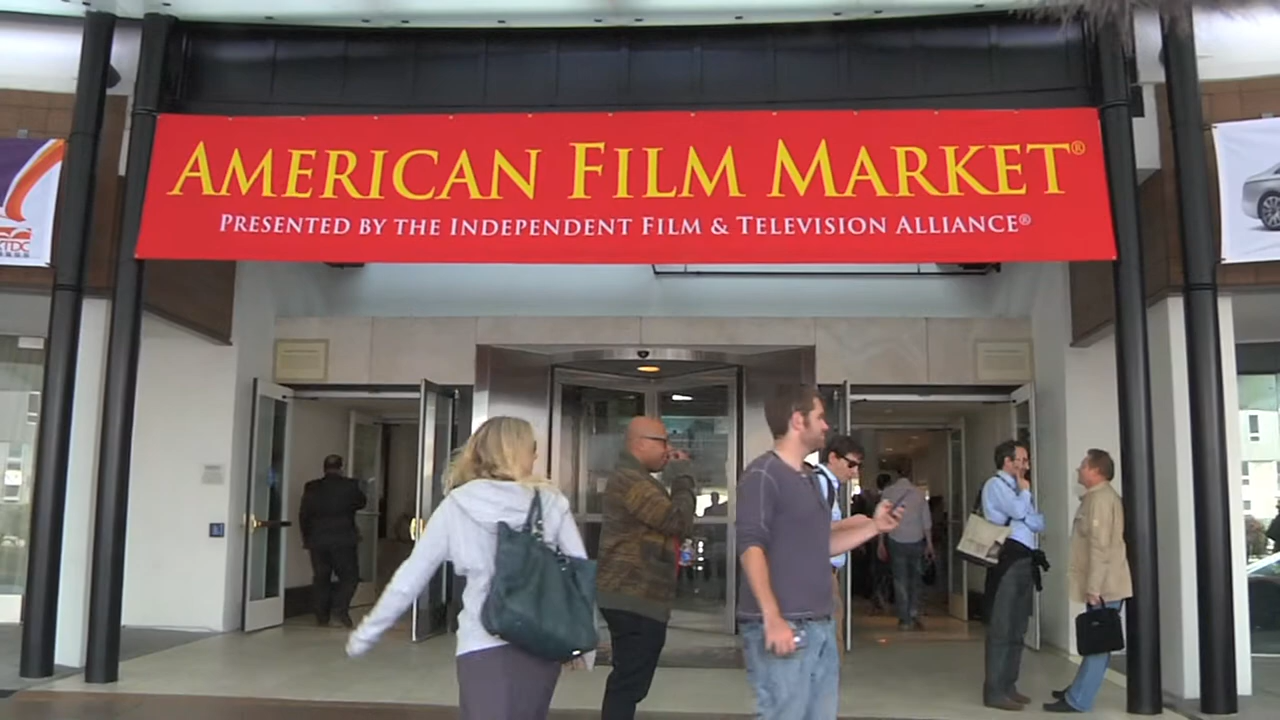 AMERICAN FILM MARKET®
PRESENTED BY THE INDEPENDENT FILM & TELEVISION ALLIANCE®